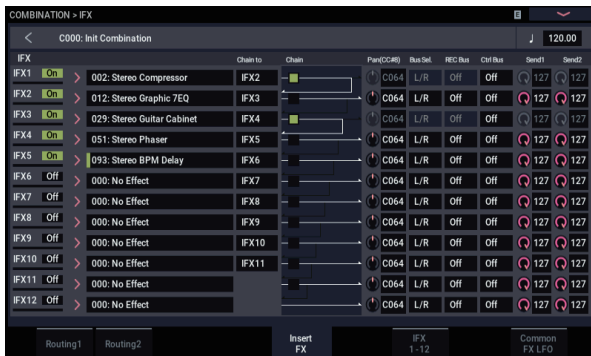 COMBINATION > IFX E
C000: Init Combination ♩ 120.00
IFX Chain to Chain Pan(CC#8) Bus Sel. REC Bus Ctrl Bus Send1 Send2
IFX1 On 002: Stereo Compressor IFX2 C064 L/R Off Off 127 127
IFX2 On 012: Stereo Graphic 7EQ IFX3 C064 L/R Off Off 127 127
IFX3 On 029: Stereo Guitar Cabinet IFX4 C064 L/R Off Off 127 127
IFX4 On 051: Stereo Phaser IFX5 C064 L/R Off Off 127 127
IFX5 On 093: Stereo BPM Delay IFX6 C064 L/R Off Off 127 127
IFX6 Off 000: No Effect IFX7 C064 L/R Off Off 127 127
IFX7 Off 000: No Effect IFX8 C064 L/R Off Off 127 127
IFX8 Off 000: No Effect IFX9 C064 L/R Off Off 127 127
IFX9 Off 000: No Effect IFX10 C064 L/R Off Off 127 127
IFX10 Off 000: No Effect IFX11 C064 L/R Off Off 127 127
IFX11 Off 000: No Effect C064 L/R Off Off 127 127
IFX12 Off 000: No Effect C064 L/R Off Off 127 127
Routing1 Routing2 Insert IFX Common
FX 1 -12 FX LFO